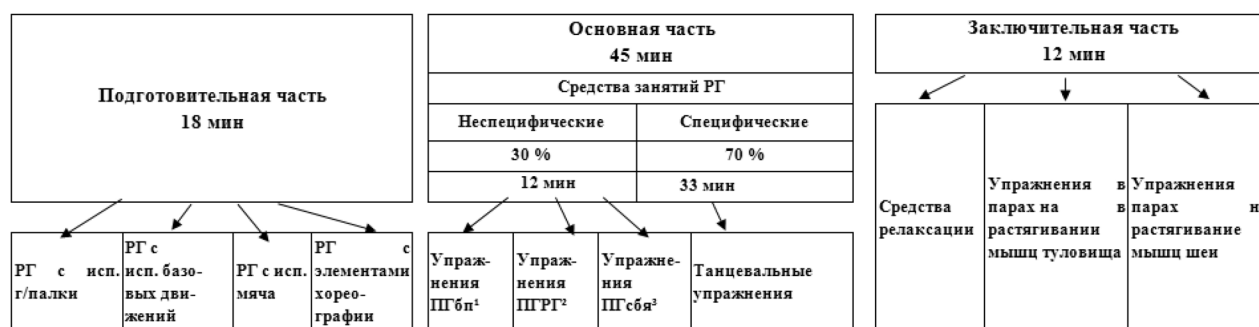 Подготовительная часть
18 мин
РГ с исп.
г/палки
РГ с
исп. базо-
вых дви-
жений
РГ с исп.
мяча
РГ с
элементами
хорео-
графии
Основная часть
45 мин
Средства занятий РГ
Неспецифические
Специфические
30 %
70 %
12 мин
33 мин
Упраж-
нения
ПГбп¹
Упраж-
нения
ПГРГ²
Упражне-
ния
ПГсбя³
Танцевальные
упражнения
Заключительная часть
12 мин
Средства
релаксации
Упражнения в
парах на в
растягивании
мышц туловища
Упражнения
парах н
растягивание
мышц шеи